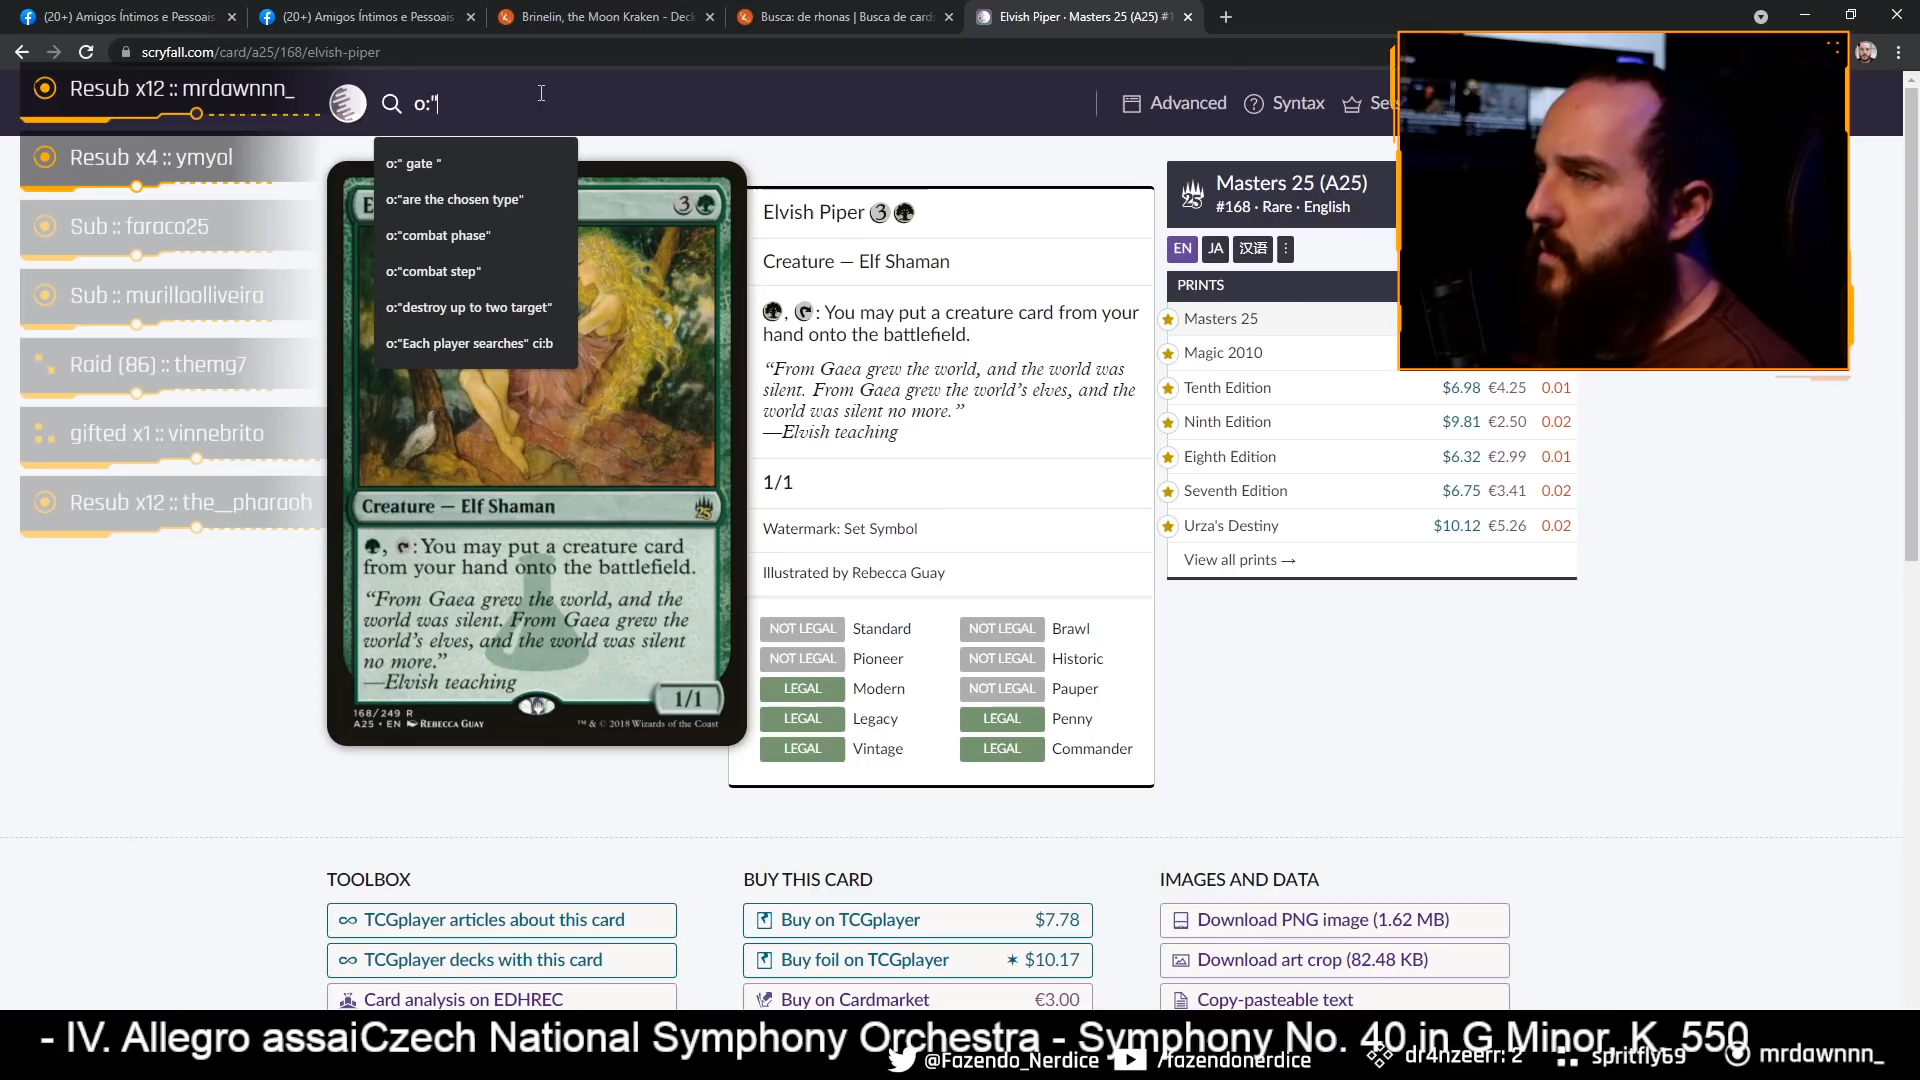 (20+) Amigos Íntimos e Pessoais
(20+) Amigos Íntimos e Pessoais
Brinelin, the Moon Kraken - Deck
Busca: de rhonas | Busca de card
Elvish Piper · Masters 25 (A25) #1
scryfall.com/card/a25/168/elvish-piper
Resub x12 :: mrdawnnn_
Resub x4 :: ymyol
Sub :: faraco25
Sub :: murilloolliveira
Raid (86) :: themg7
gifted x1 :: vinnebrito
Resub x12 :: the__pharaoh
o:"
Advanced
Syntax
Sets
o:" gate "
o:"are the chosen type"
o:"combat phase"
o:"combat step"
o:"destroy up to two target"
o:"Each player searches" ci:b
E
3
Creature — Elf Shaman
25
, : You may put a creature card
from your hand onto the battlefield.
“From Gaea grew the world, and the
world was silent. From Gaea grew the
world’s elves, and the world was silent
no more.”
—Elvish teaching
1/1
168/249 R
A25 • EN REBECCA GUAY
™ & © 2018 Wizards of the Coast
Elvish Piper 3
Creature — Elf Shaman
, : You may put a creature card from your
hand onto the battlefield.
“From Gaea grew the world, and the world was
silent. From Gaea grew the world’s elves, and the
world was silent no more.”
—Elvish teaching
1/1
Watermark: Set Symbol
Illustrated by Rebecca Guay
NOT LEGAL Standard NOT LEGAL Brawl
NOT LEGAL Pioneer NOT LEGAL Historic
LEGAL Modern NOT LEGAL Pauper
LEGAL Legacy LEGAL Penny
LEGAL Vintage LEGAL Commander
25
Masters 25 (A25)
#168 · Rare · English
EN JA 汉语
PRINTS
Masters 25
Magic 2010
Tenth Edition $6.98 €4.25 0.01
Ninth Edition $9.81 €2.50 0.02
Eighth Edition $6.32 €2.99 0.01
Seventh Edition $6.75 €3.41 0.02
Urza's Destiny $10.12 €5.26 0.02
View all prints →
TOOLBOX
TCGplayer articles about this card
TCGplayer decks with this card
Card analysis on EDHREC
BUY THIS CARD
Buy on TCGplayer $7.78
Buy foil on TCGplayer ✶ $10.17
Buy on Cardmarket €3.00
IMAGES AND DATA
Download PNG image (1.62 MB)
Download art crop (82.48 KB)
Copy-pasteable text
- IV. Allegro assaiCzech National Symphony Orchestra - Symphony No. 40 in G Minor, K. 550
@Fazendo_Nerdice
/fazendonerdice
dr4nzeerr: 2
spritfly69
mrdawnnn_